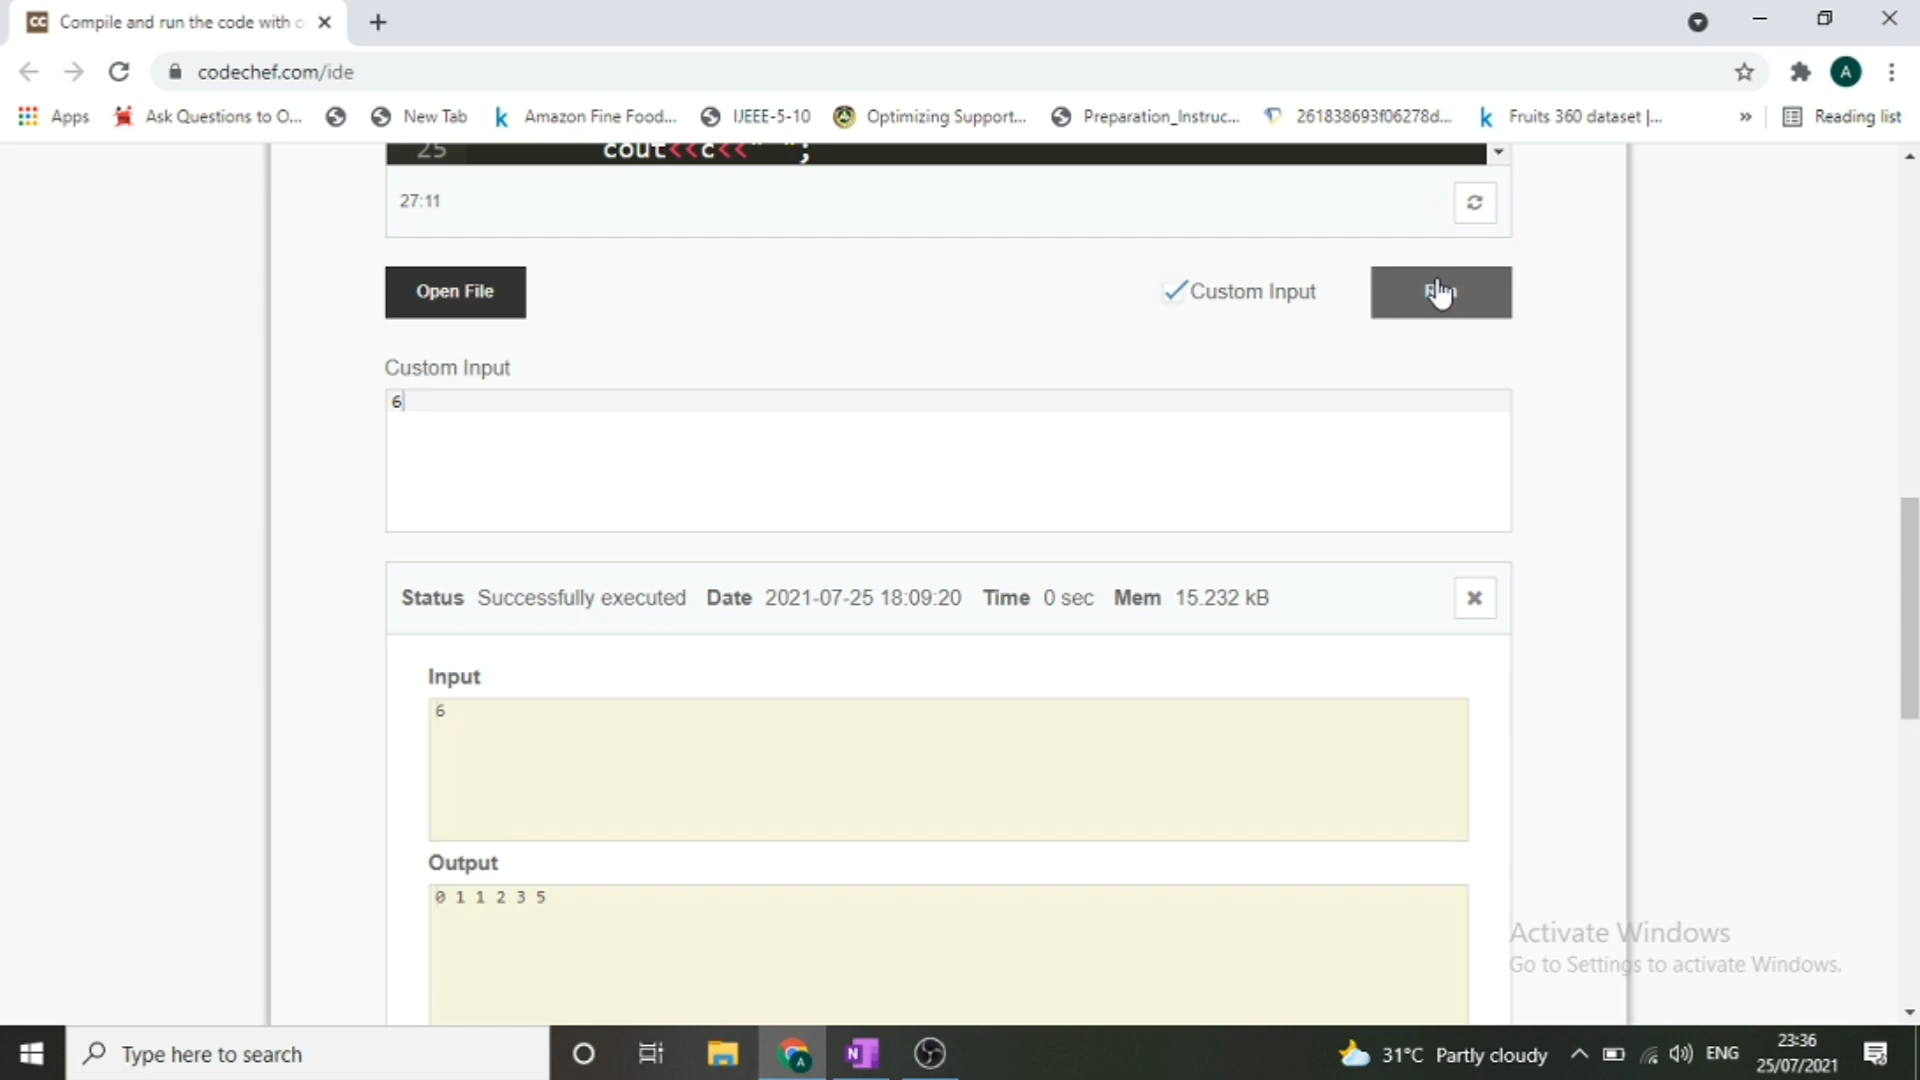 CC Compile and run the code with
codechef.com/ide
A
Apps Ask Questions to O... New Tab k Amazon Fine Food... IJEEE-5-10 Optimizing Support... Preparation_Instruc... 261838693f06278d... k Fruits 360 dataset |... » Reading list
25 cout<<c<<" ";
27:11
Open File Custom Input
Custom Input
6
Status Successfully executed Date 2021-07-25 18:09:20 Time 0 sec Mem 15.232 kB
Input
6
Output
0 1 1 2 3 5
Activate Windows
Go to Settings to activate Windows.
Type here to search A N 31°C Partly cloudy ENG 23:36
25/07/2021